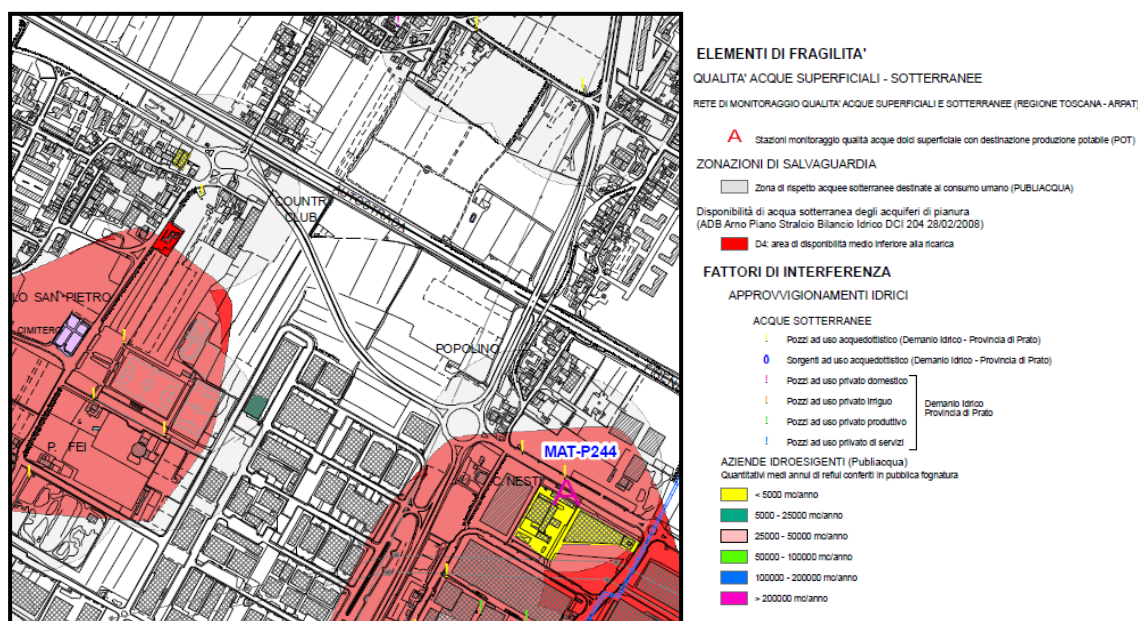 COUNTRY
CLUB
AUTOSTRADA
LO SAN PIETRO
CIMITERO
POPOLINO
P. FEI
MAT-P244
C. NESTI
A
ELEMENTI DI FRAGILITA'
QUALITA' ACQUE SUPERFICIALI - SOTTERRANEE
RETE DI MONITORAGGIO QUALITA' ACQUE SUPERFICIALI E SOTTERRANEE (REGIONE TOSCANA - ARPAT)
A Stazioni monitoraggio qualità acque dolci superficiale con destinazione produzione potabile (POT)
ZONAZIONI DI SALVAGUARDIA
Zona di rispetto acquee sotterranee destinate al consumo umano (PUBLIACQUA)
Disponibilità di acqua sotterranea degli acquiferi di pianura
(ADB Arno Piano Stralcio Bilancio Idrico DCI 204 28/02/2008)
D4: area di disponibilità medio inferiore alla ricarica
FATTORI DI INTERFERENZA
APPROVVIGIONAMENTI IDRICI
ACQUE SOTTERRANEE
! Pozzi ad uso acquedottistico (Demanio Idrico - Provincia di Prato)
0 Sorgenti ad uso acquedottistico (Demanio Idrico - Provincia di Prato)
! Pozzi ad uso privato domestico
! Pozzi ad uso privato irriguo
! Pozzi ad uso privato produttivo
! Pozzi ad uso privato di servizi
Demanio Idrico
Provincia di Prato
AZIENDE IDROESIGENTI (Publiacqua)
Quantitativi medi annui di reflui conferiti in pubblica fognatura
< 5000 mc/anno
5000 - 25000 mc/anno
25000 - 50000 mc/anno
50000 - 100000 mc/anno
100000 - 200000 mc/anno
> 200000 mc/anno